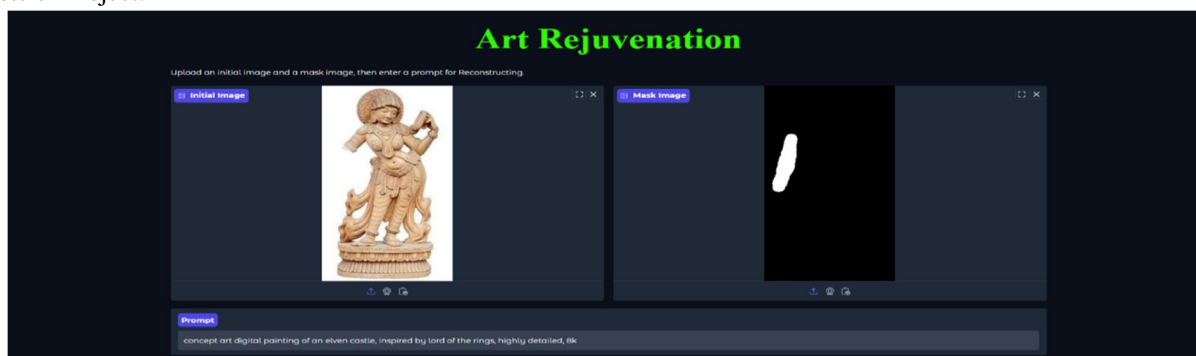 Art Rejuvenation
Upload an initial image and a mask image, then enter a prompt for Reconstructing.
Initial Image
Mask Image
Prompt
concept art digital painting of an elven castle, inspired by lord of the rings, highly detailed, 8k